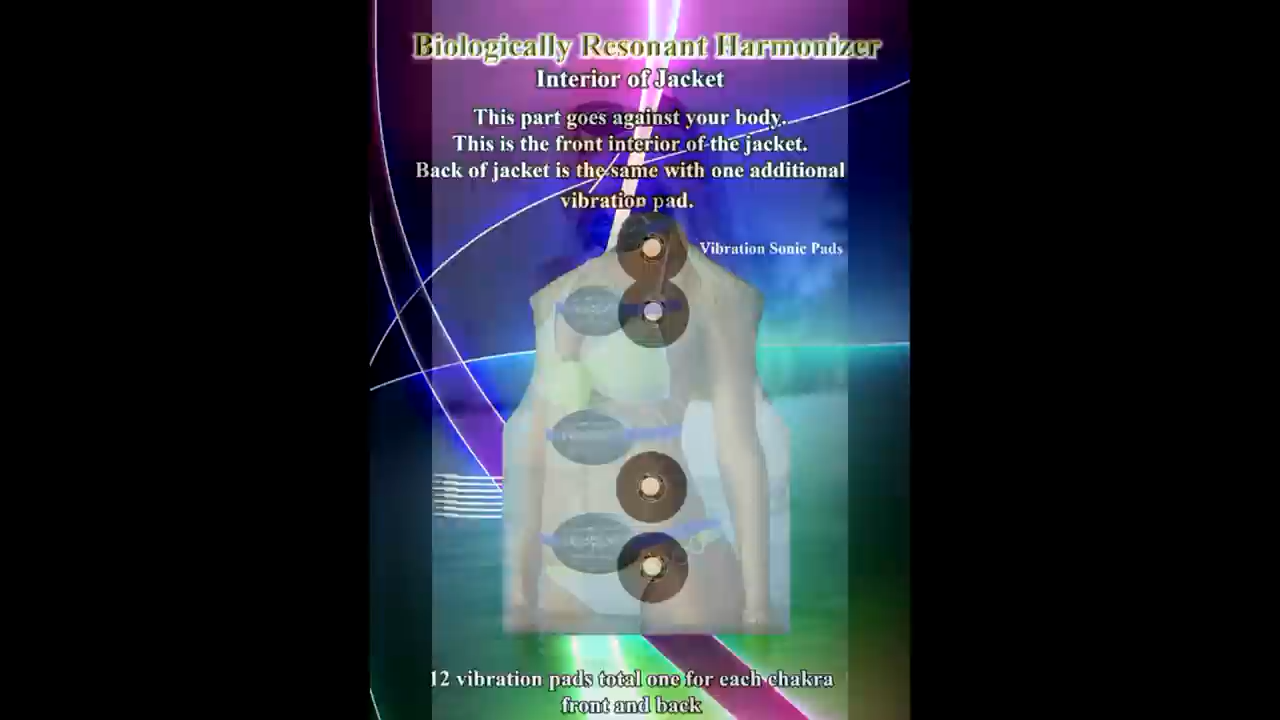 Biologically Resonant Harmonizer
Interior of Jacket
This part goes against your body.
This is the front interior of the jacket.
Back of jacket is the same with one additional
vibration pad.
Vibration Sonic Pads
12 vibration pads total one for each chakra
front and back